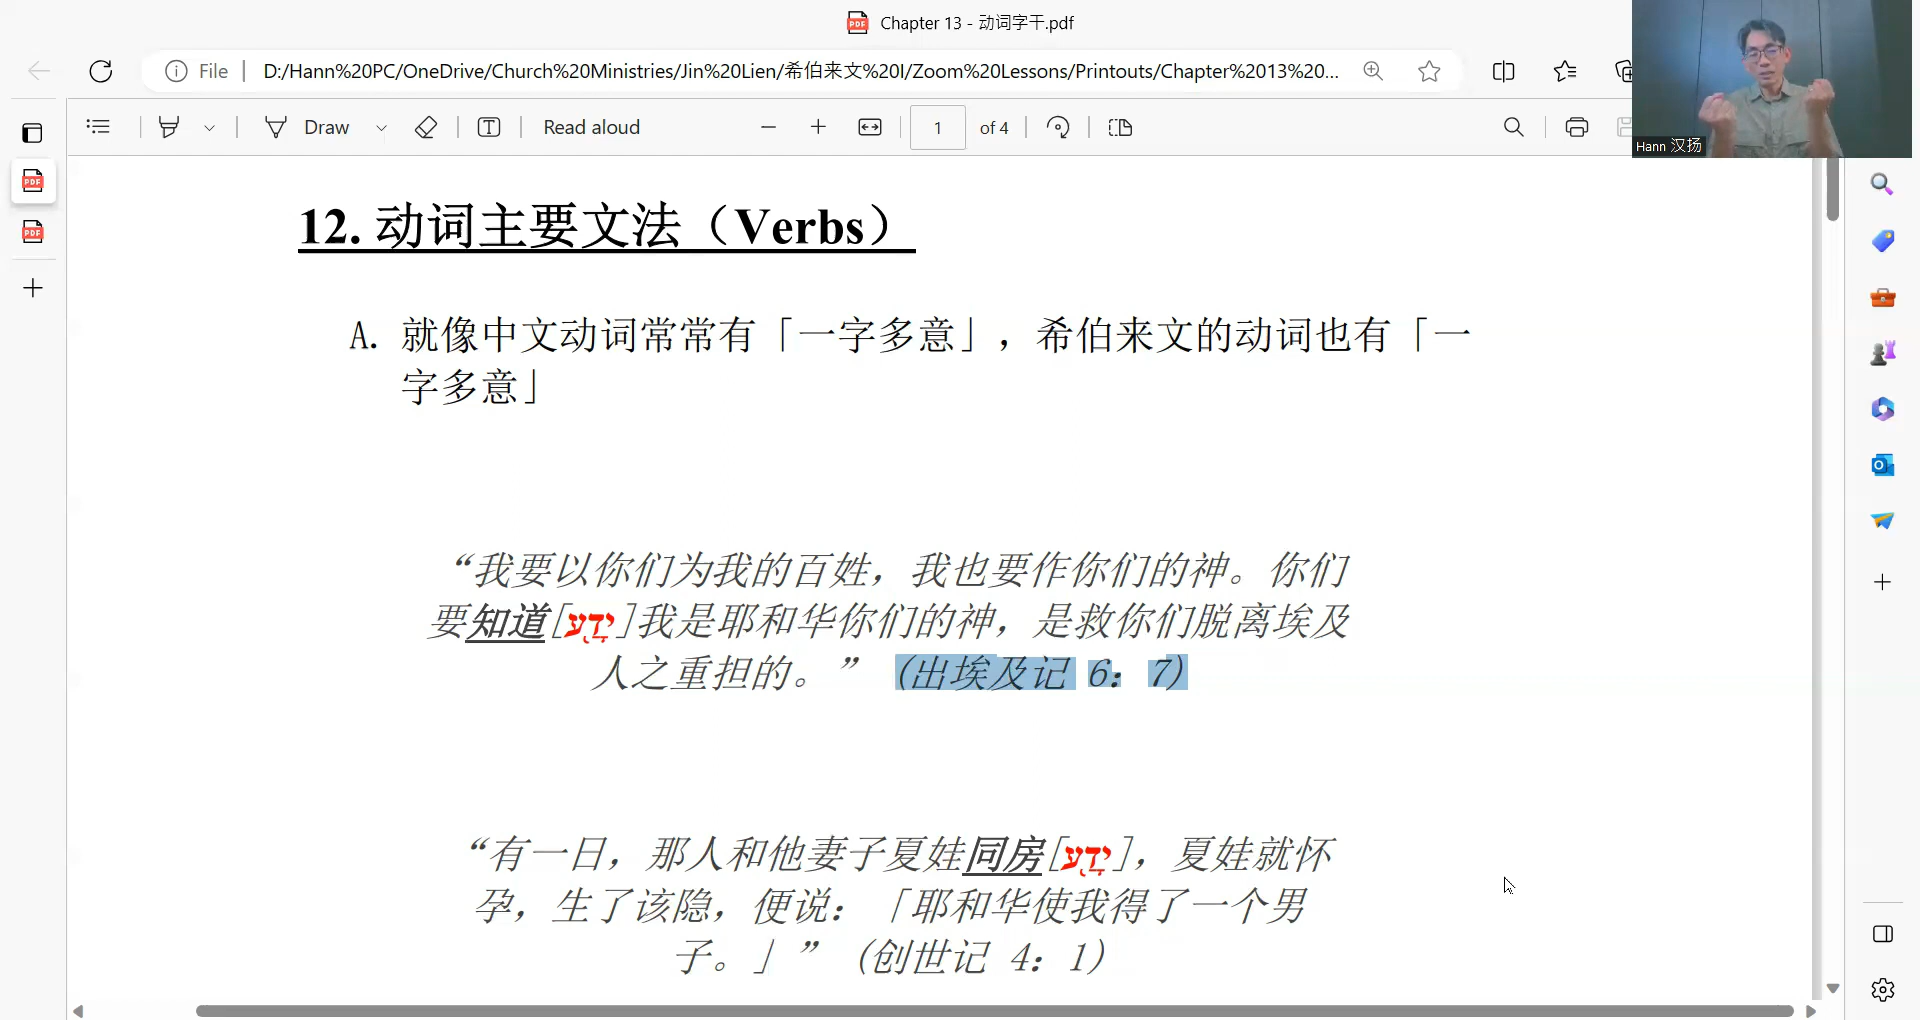 Chapter 13 - 动词字干.pdf
File
D:/Hann%20PC/OneDrive/Church%20Ministries/Jin%20Lien/希伯来文%20I/Zoom%20Lessons/Printouts/Chapter%2013%20...
Draw
Read aloud
1 of 4
Hann 汉扬
12. 动词主要文法（Verbs）
A. 就像中文动词常常有「一字多意」，希伯来文的动词也有「一
字多意」
“我要以你们为我的百姓，我也要作你们的神。你们
要知道[יָדַע]我是耶和华你们的神，是救你们脱离埃及
人之重担的。” (出埃及记 6：7)
“有一日，那人和他妻子夏娃同房[יָדַע]，夏娃就怀
孕，生了该隐，便说：「耶和华使我得了一个男
子。」” (创世记 4：1)